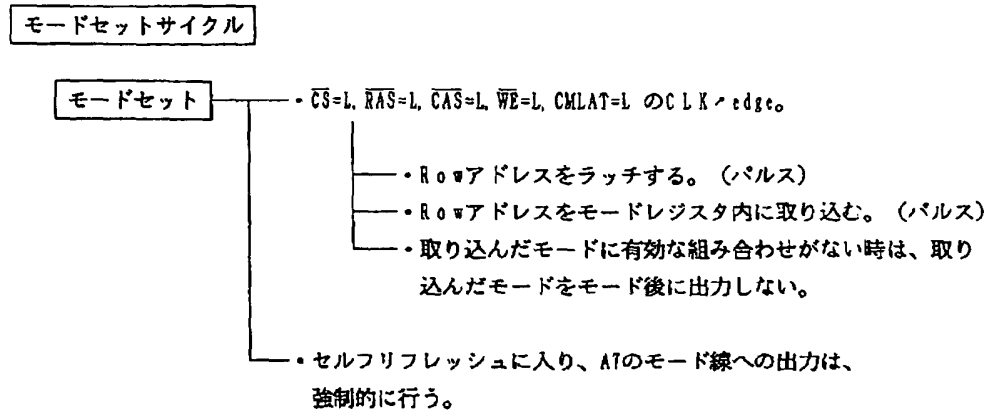 モードセットサイクル
モードセット
・C̅S̅=L, R̅A̅S̅=L, C̅A̅S̅=L, W̅E̅=L, CMLAT=L のCLK↗edge。
・Rowアドレスをラッチする。（パルス）
・Rowアドレスをモードレジスタ内に取り込む。（パルス）
・取り込んだモードに有効な組み合わせがない時は、取り
込んだモードをモード後に出力しない。
・セルフリフレッシュに入り、A7のモード線への出力は、
強制的に行う。